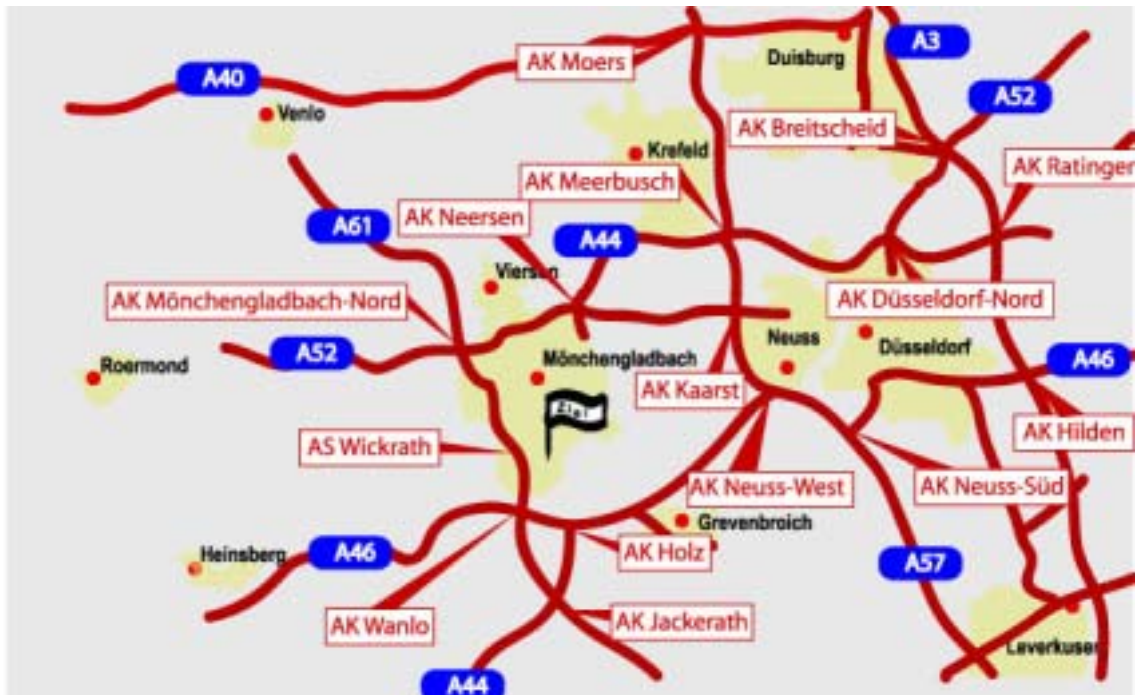 A3
AK Moers
Duisburg
A40
A52
Venlo
AK Breitscheid
Krefeld
AK Ratingen
AK Meerbusch
AK Neersen
A61
A44
Viersen
AK Mönchengladbach-Nord
AK Düsseldorf-Nord
Neuss
Düsseldorf
A52
Roermond
Mönchengladbach
A46
AK Kaarst
Ziel
AS Wickrath
AK Hilden
AK Neuss-West
AK Neuss-Süd
Grevenbroich
Heinsberg
A46
AK Holz
A57
AK Wanlo
AK Jackerath
Leverkusen
A44